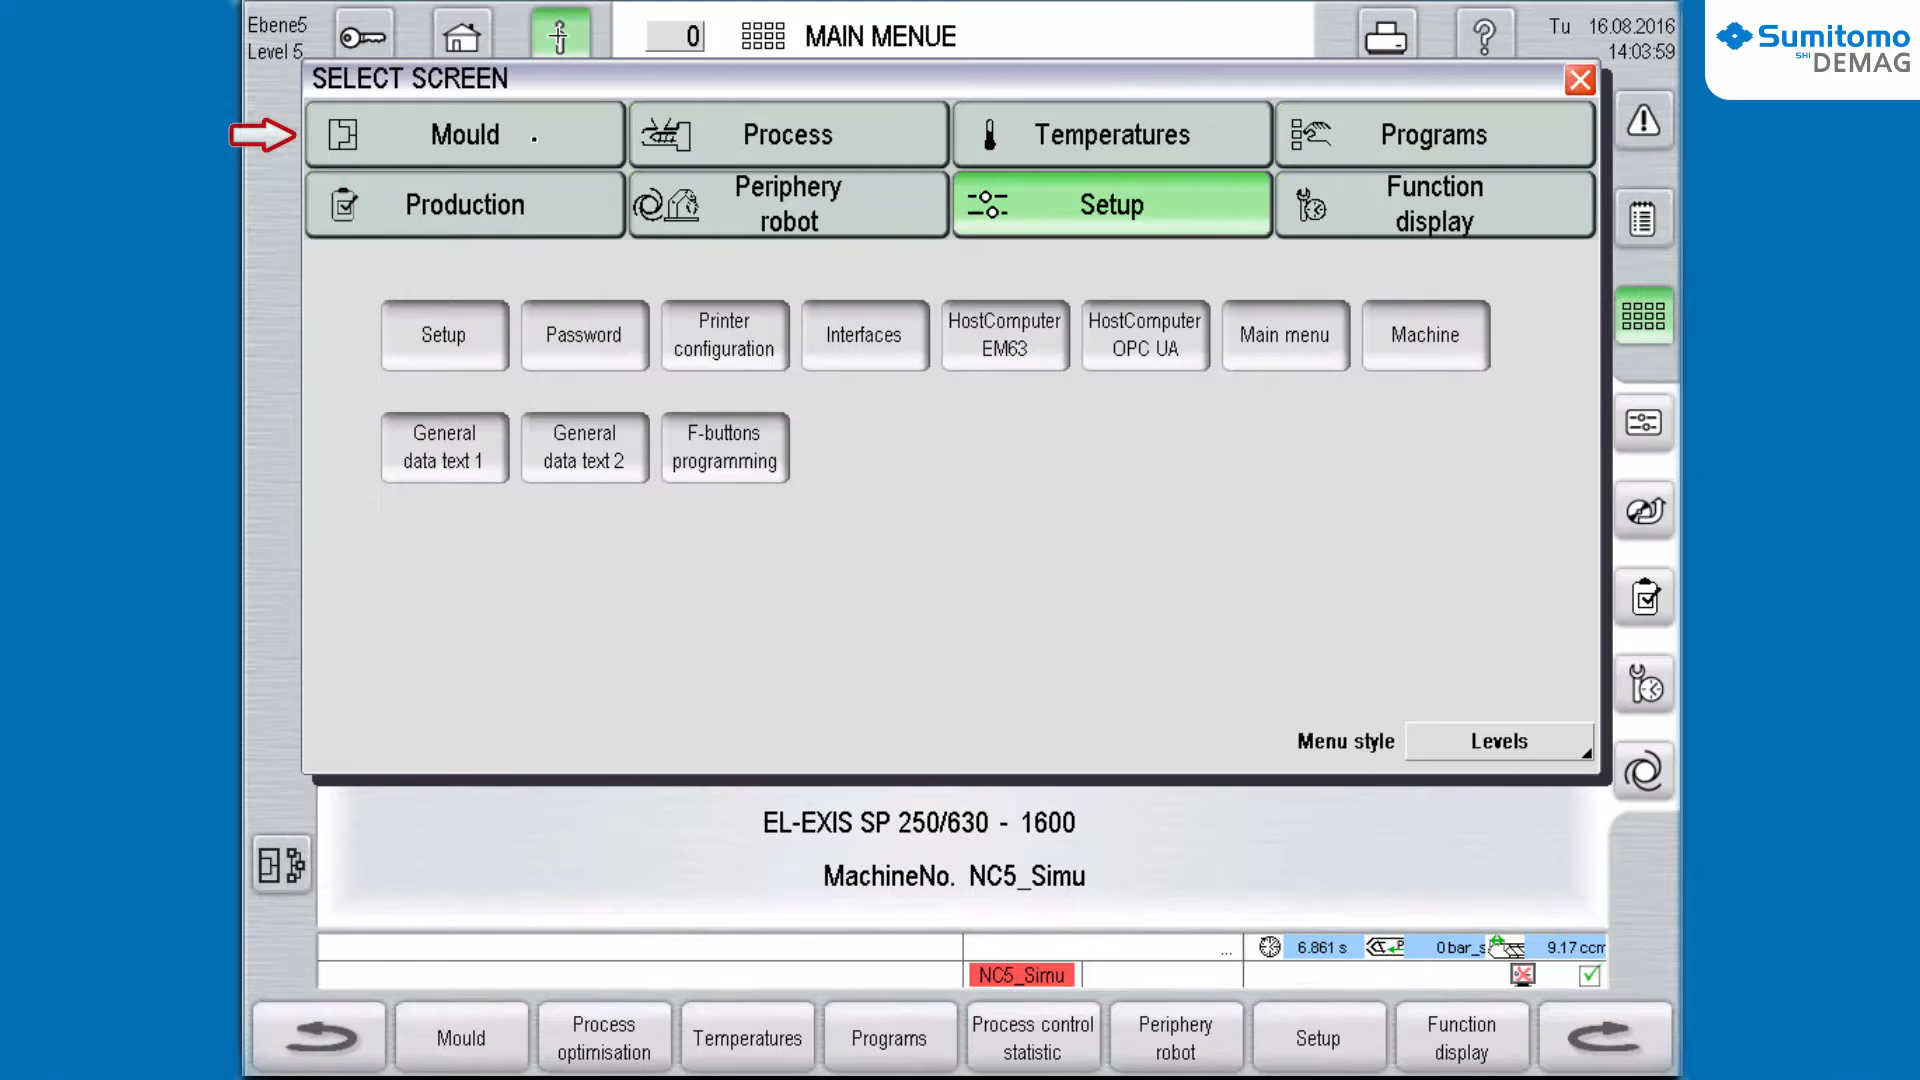 Ebene5
Level 5
0
MAIN MENUE
Tu 16.08.2016
14:03:59
Sumitomo
SHI DEMAG
SELECT SCREEN
Mould .
Process
Temperatures
Programs
Production
Periphery
robot
Setup
Function
display
Setup
Password
Printer
configuration
Interfaces
HostComputer
EM63
HostComputer
OPC UA
Main menu
Machine
General
data text 1
General
data text 2
F-buttons
programming
Menu style
Levels
EL-EXIS SP 250/630 - 1600
MachineNo. NC5_Simu
...
6.861 s
0 bar_s
9.17 ccm
NC5_Simu
Mould
Process
optimisation
Temperatures
Programs
Process control
statistic
Periphery
robot
Setup
Function
display